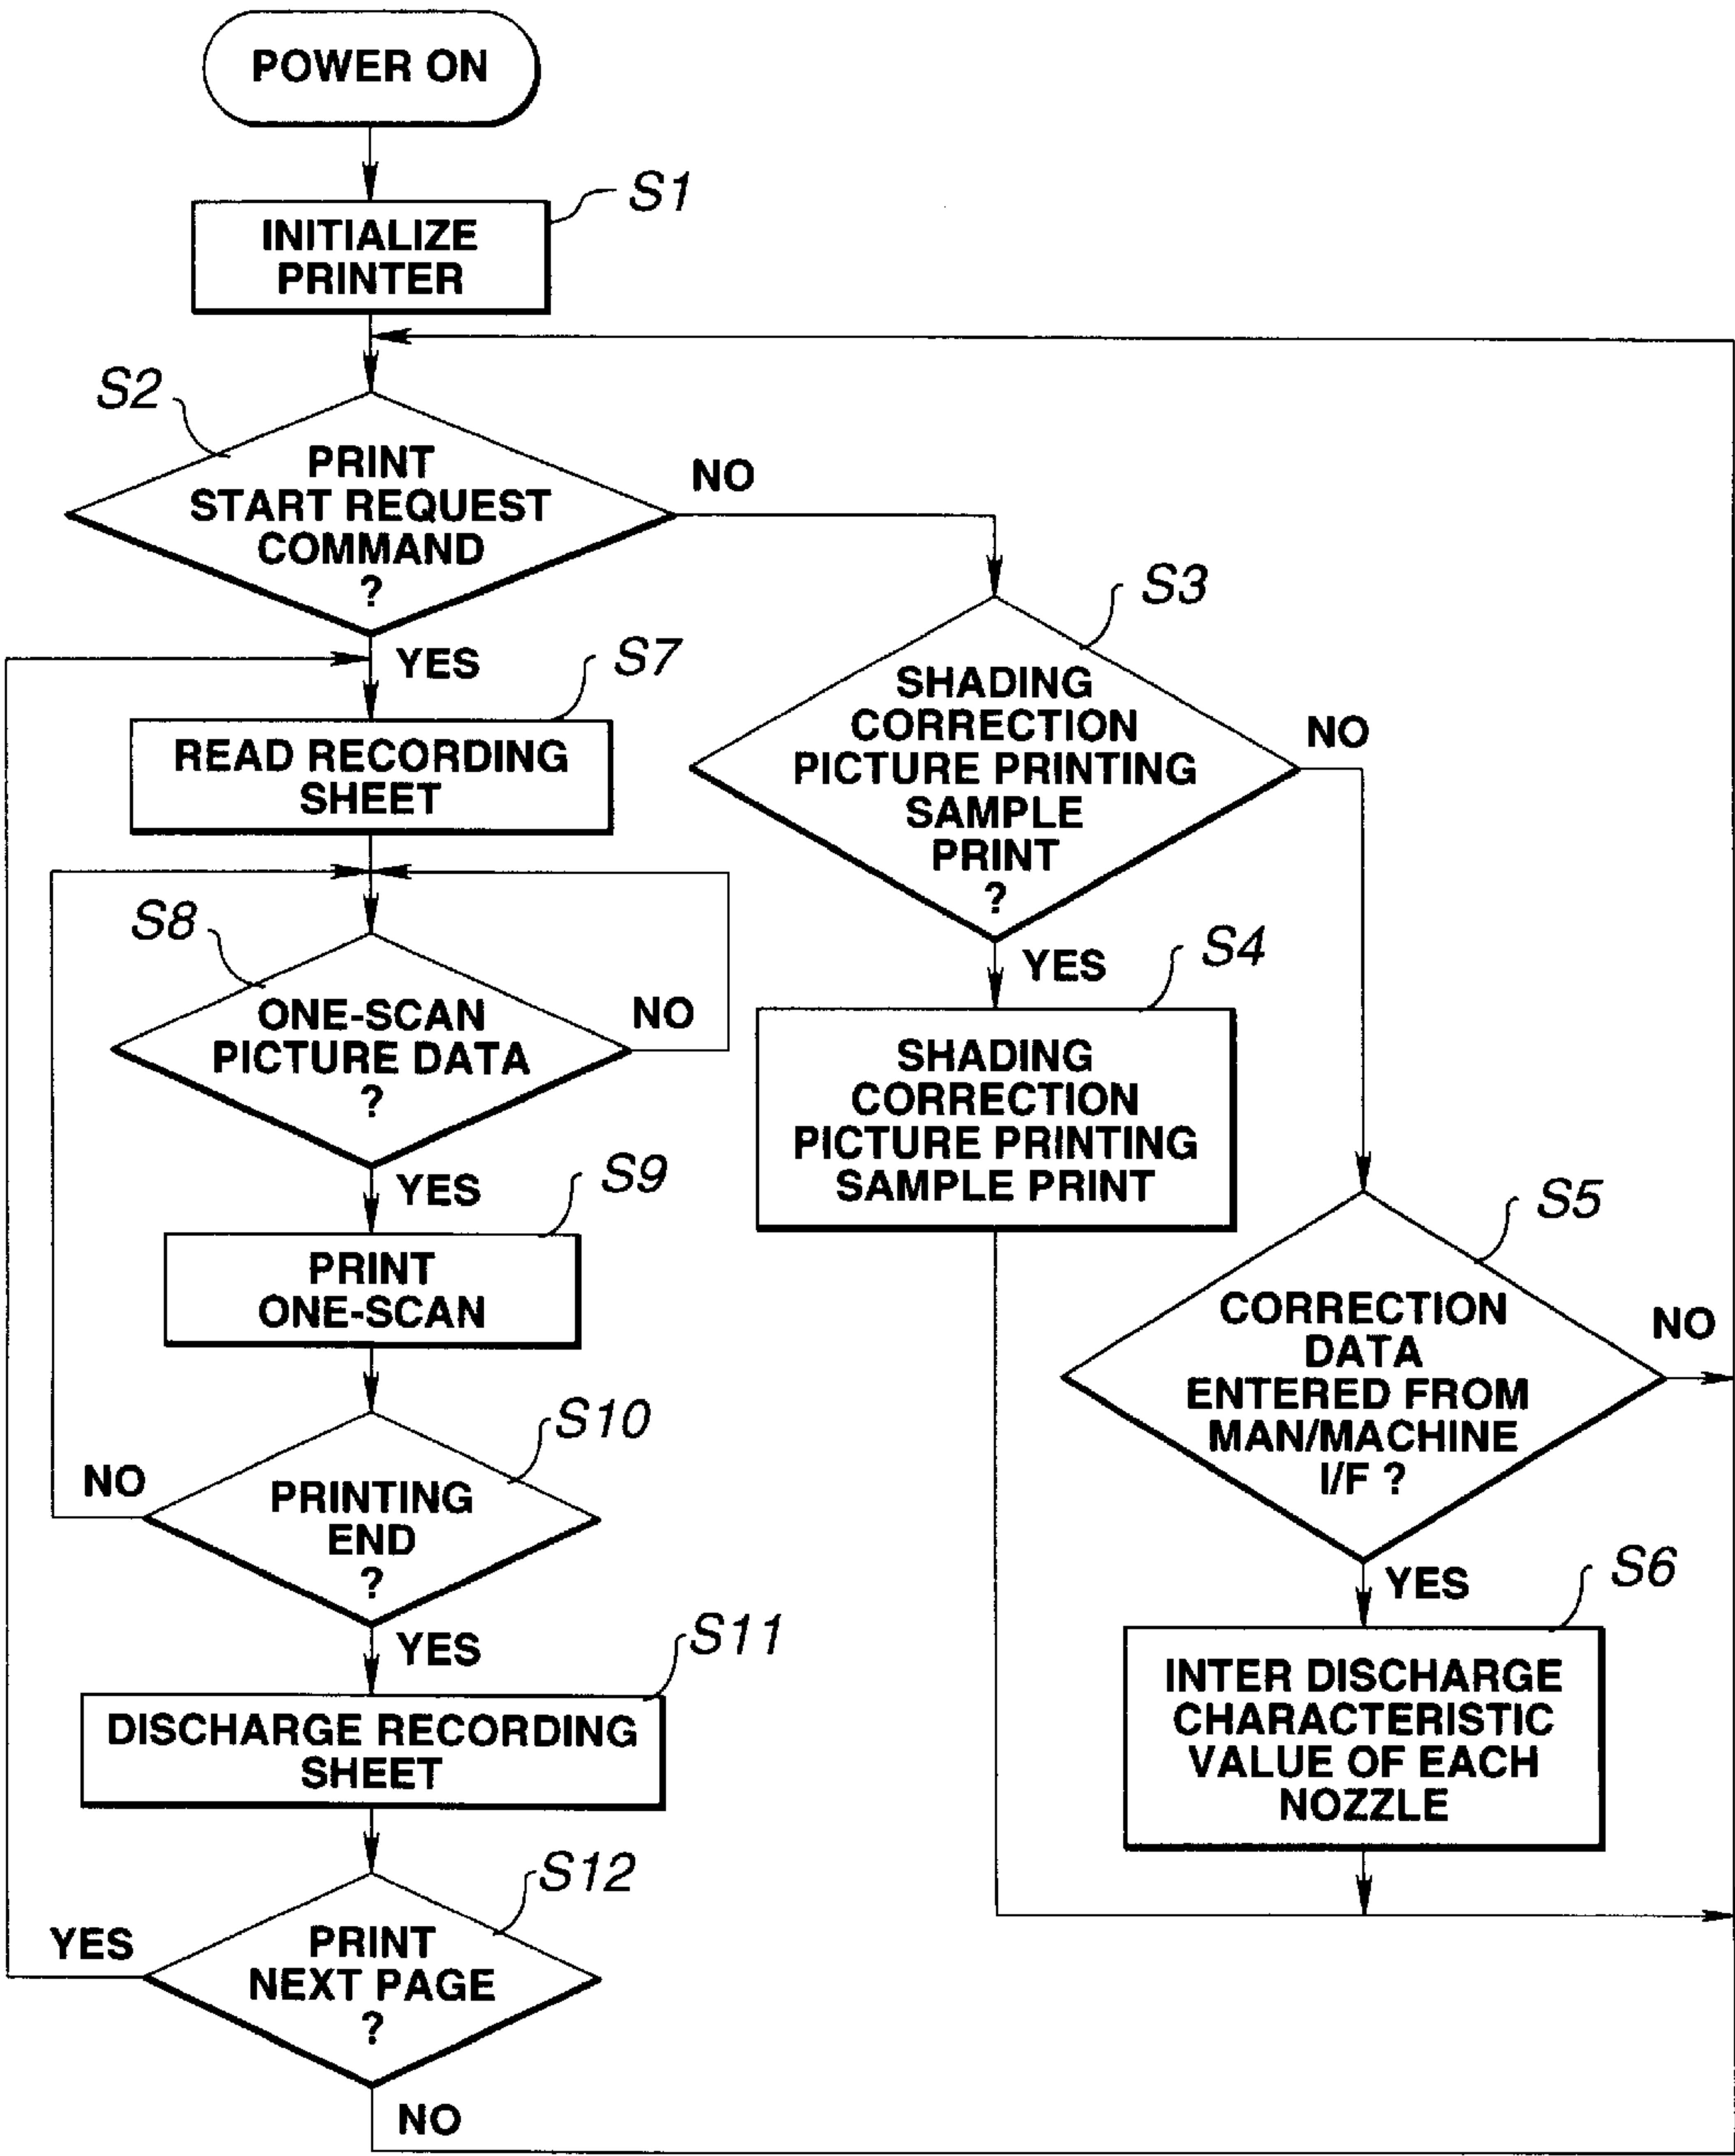 POWER ON
S1
INITIALIZE
PRINTER
S2
PRINT
START REQUEST
COMMAND
?
NO
YES
S3
SHADING
CORRECTION
PICTURE PRINTING
SAMPLE
PRINT
?
NO
YES
S7
READ RECORDING
SHEET
S8
ONE-SCAN
PICTURE DATA
?
NO
YES
S4
SHADING
CORRECTION
PICTURE PRINTING
SAMPLE PRINT
S9
PRINT
ONE-SCAN
S5
CORRECTION
DATA
ENTERED FROM
MAN/MACHINE
I/F ?
NO
YES
S10
PRINTING
END
?
NO
YES
S6
INTER DISCHARGE
CHARACTERISTIC
VALUE OF EACH
NOZZLE
S11
DISCHARGE RECORDING
SHEET
S12
PRINT
NEXT PAGE
?
YES
NO